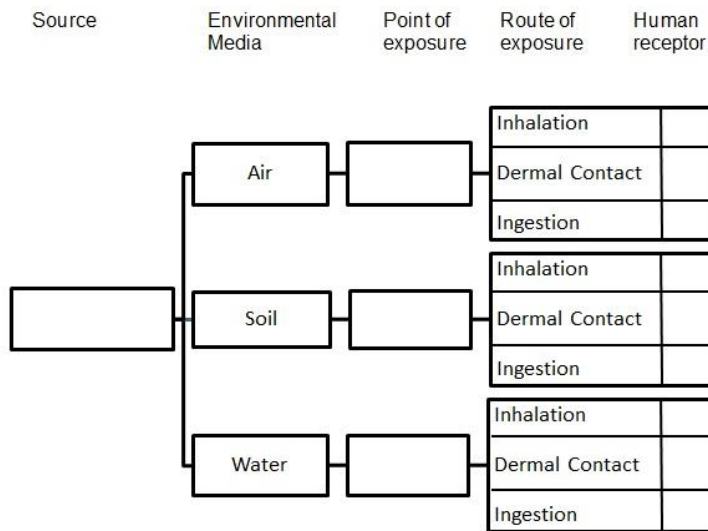 Source
Environmental
Media
Point of
exposure
Route of
exposure
Human
receptor
Inhalation
Air
Dermal Contact
Ingestion
Inhalation
Soil
Dermal Contact
Ingestion
Inhalation
Water
Dermal Contact
Ingestion